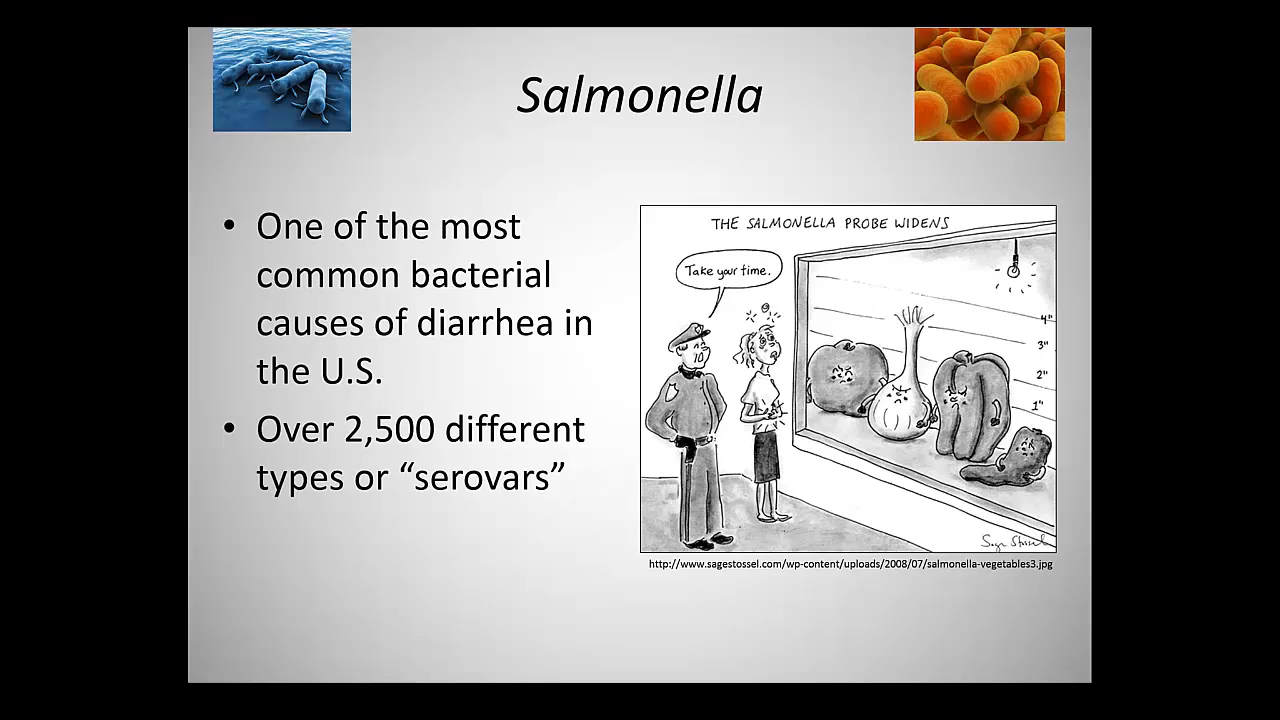 Salmonella
• One of the most
common bacterial
causes of diarrhea in
the U.S.
• Over 2,500 different
types or “serovars”
THE SALMONELLA PROBE WIDENS
Take your time.
4"
3"
2"
1"
Sage Stossel
http://www.sagestossel.com/wp-content/uploads/2008/07/salmonella-vegetables3.jpg